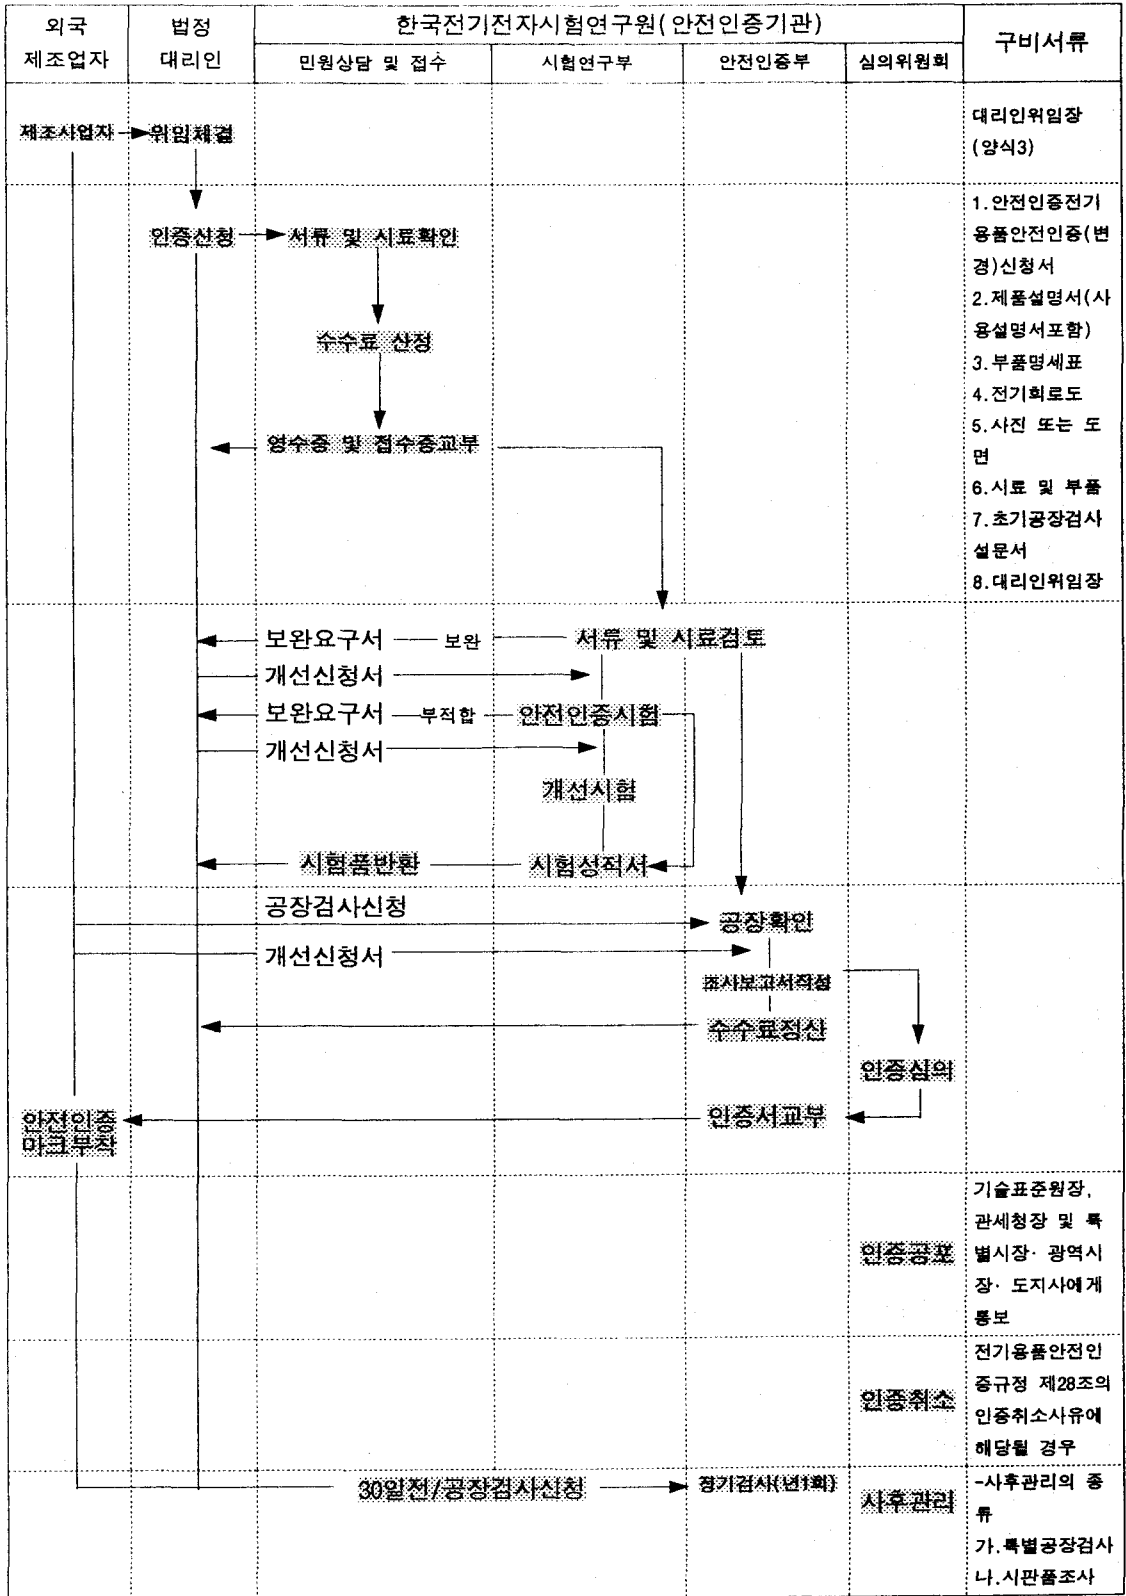 외국
제조업자
법정
대리인
한국전기전자시험연구원(안전인증기관)
민원상담 및 접수
시험연구부
안전인증부
심의위원회
구비서류
제조사업자
위임체결
대리인위임장
(양식3)
인증신청
서류 및 시료확인
수수료 산정
영수증 및 접수증교부
1.안전인증전기
용품안전인증(변
경)신청서
2.제품설명서(사
용설명서포함)
3.부품명세표
4.전기회로도
5.사진 또는 도
면
6.시료 및 부품
7.초기공장검사
설문서
8.대리인위임장
보완요구서
보완
서류 및 시료검토
개선신청서
보완요구서
부적합
안전인증시험
개선신청서
개선시험
시험품반환
시험성적서
공장검사신청
공장확인
개선신청서
조사보고서작성
수수료정산
인증심의
인증서교부
안전인증
마크부착
인증공포
기술표준원장,
관세청장 및 특
별시장· 광역시
장· 도지사에게
통보
인증취소
전기용품안전인
증규정 제28조의
인증취소사유에
해당될 경우
30일전/공장검사신청
정기검사(년1회)
사후관리
-사후관리의 종
류
가.특별공장검사
나.시판품조사